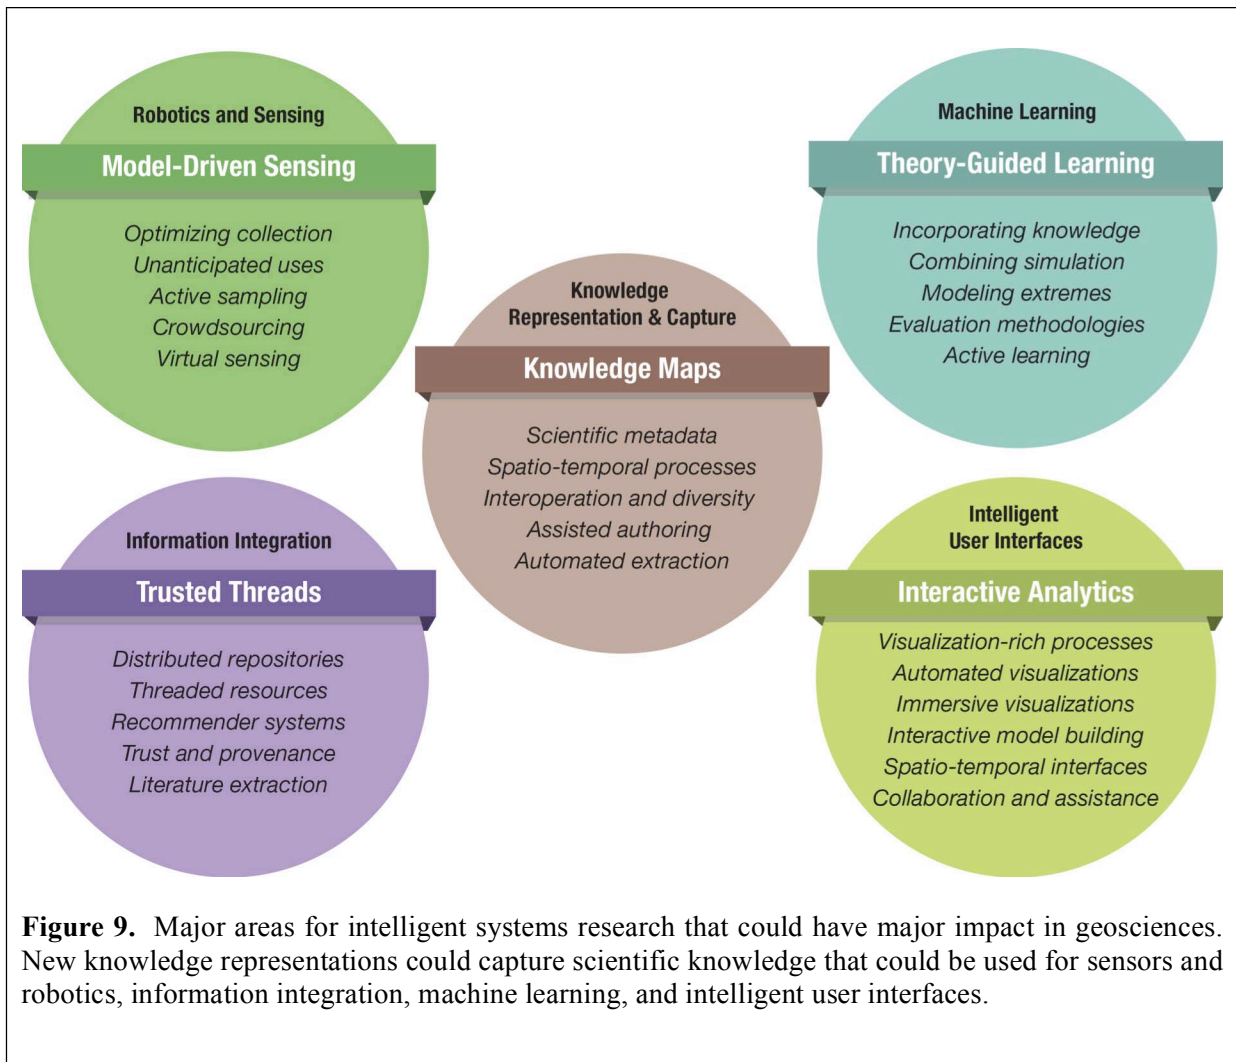 Robotics and Sensing
Model-Driven Sensing
Optimizing collection
Unanticipated uses
Active sampling
Crowdsourcing
Virtual sensing
Machine Learning
Theory-Guided Learning
Incorporating knowledge
Combining simulation
Modeling extremes
Evaluation methodologies
Active learning
Knowledge
Representation & Capture
Knowledge Maps
Scientific metadata
Spatio-temporal processes
Interoperation and diversity
Assisted authoring
Automated extraction
Information Integration
Trusted Threads
Distributed repositories
Threaded resources
Recommender systems
Trust and provenance
Literature extraction
Intelligent
User Interfaces
Interactive Analytics
Visualization-rich processes
Automated visualizations
Immersive visualizations
Interactive model building
Spatio-temporal interfaces
Collaboration and assistance
Figure 9. Major areas for intelligent systems research that could have major impact in geosciences.
New knowledge representations could capture scientific knowledge that could be used for sensors and
robotics, information integration, machine learning, and intelligent user interfaces.